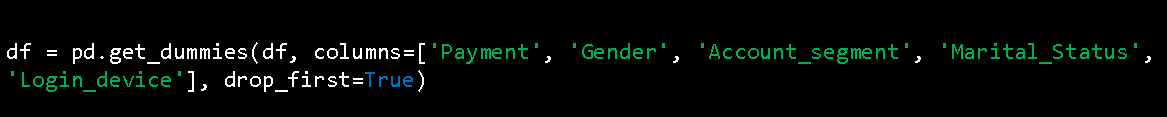 df = pd.get_dummies(df, columns=['Payment', 'Gender', 'Account_segment', 'Marital_Status',
'Login_device'], drop_first=True)